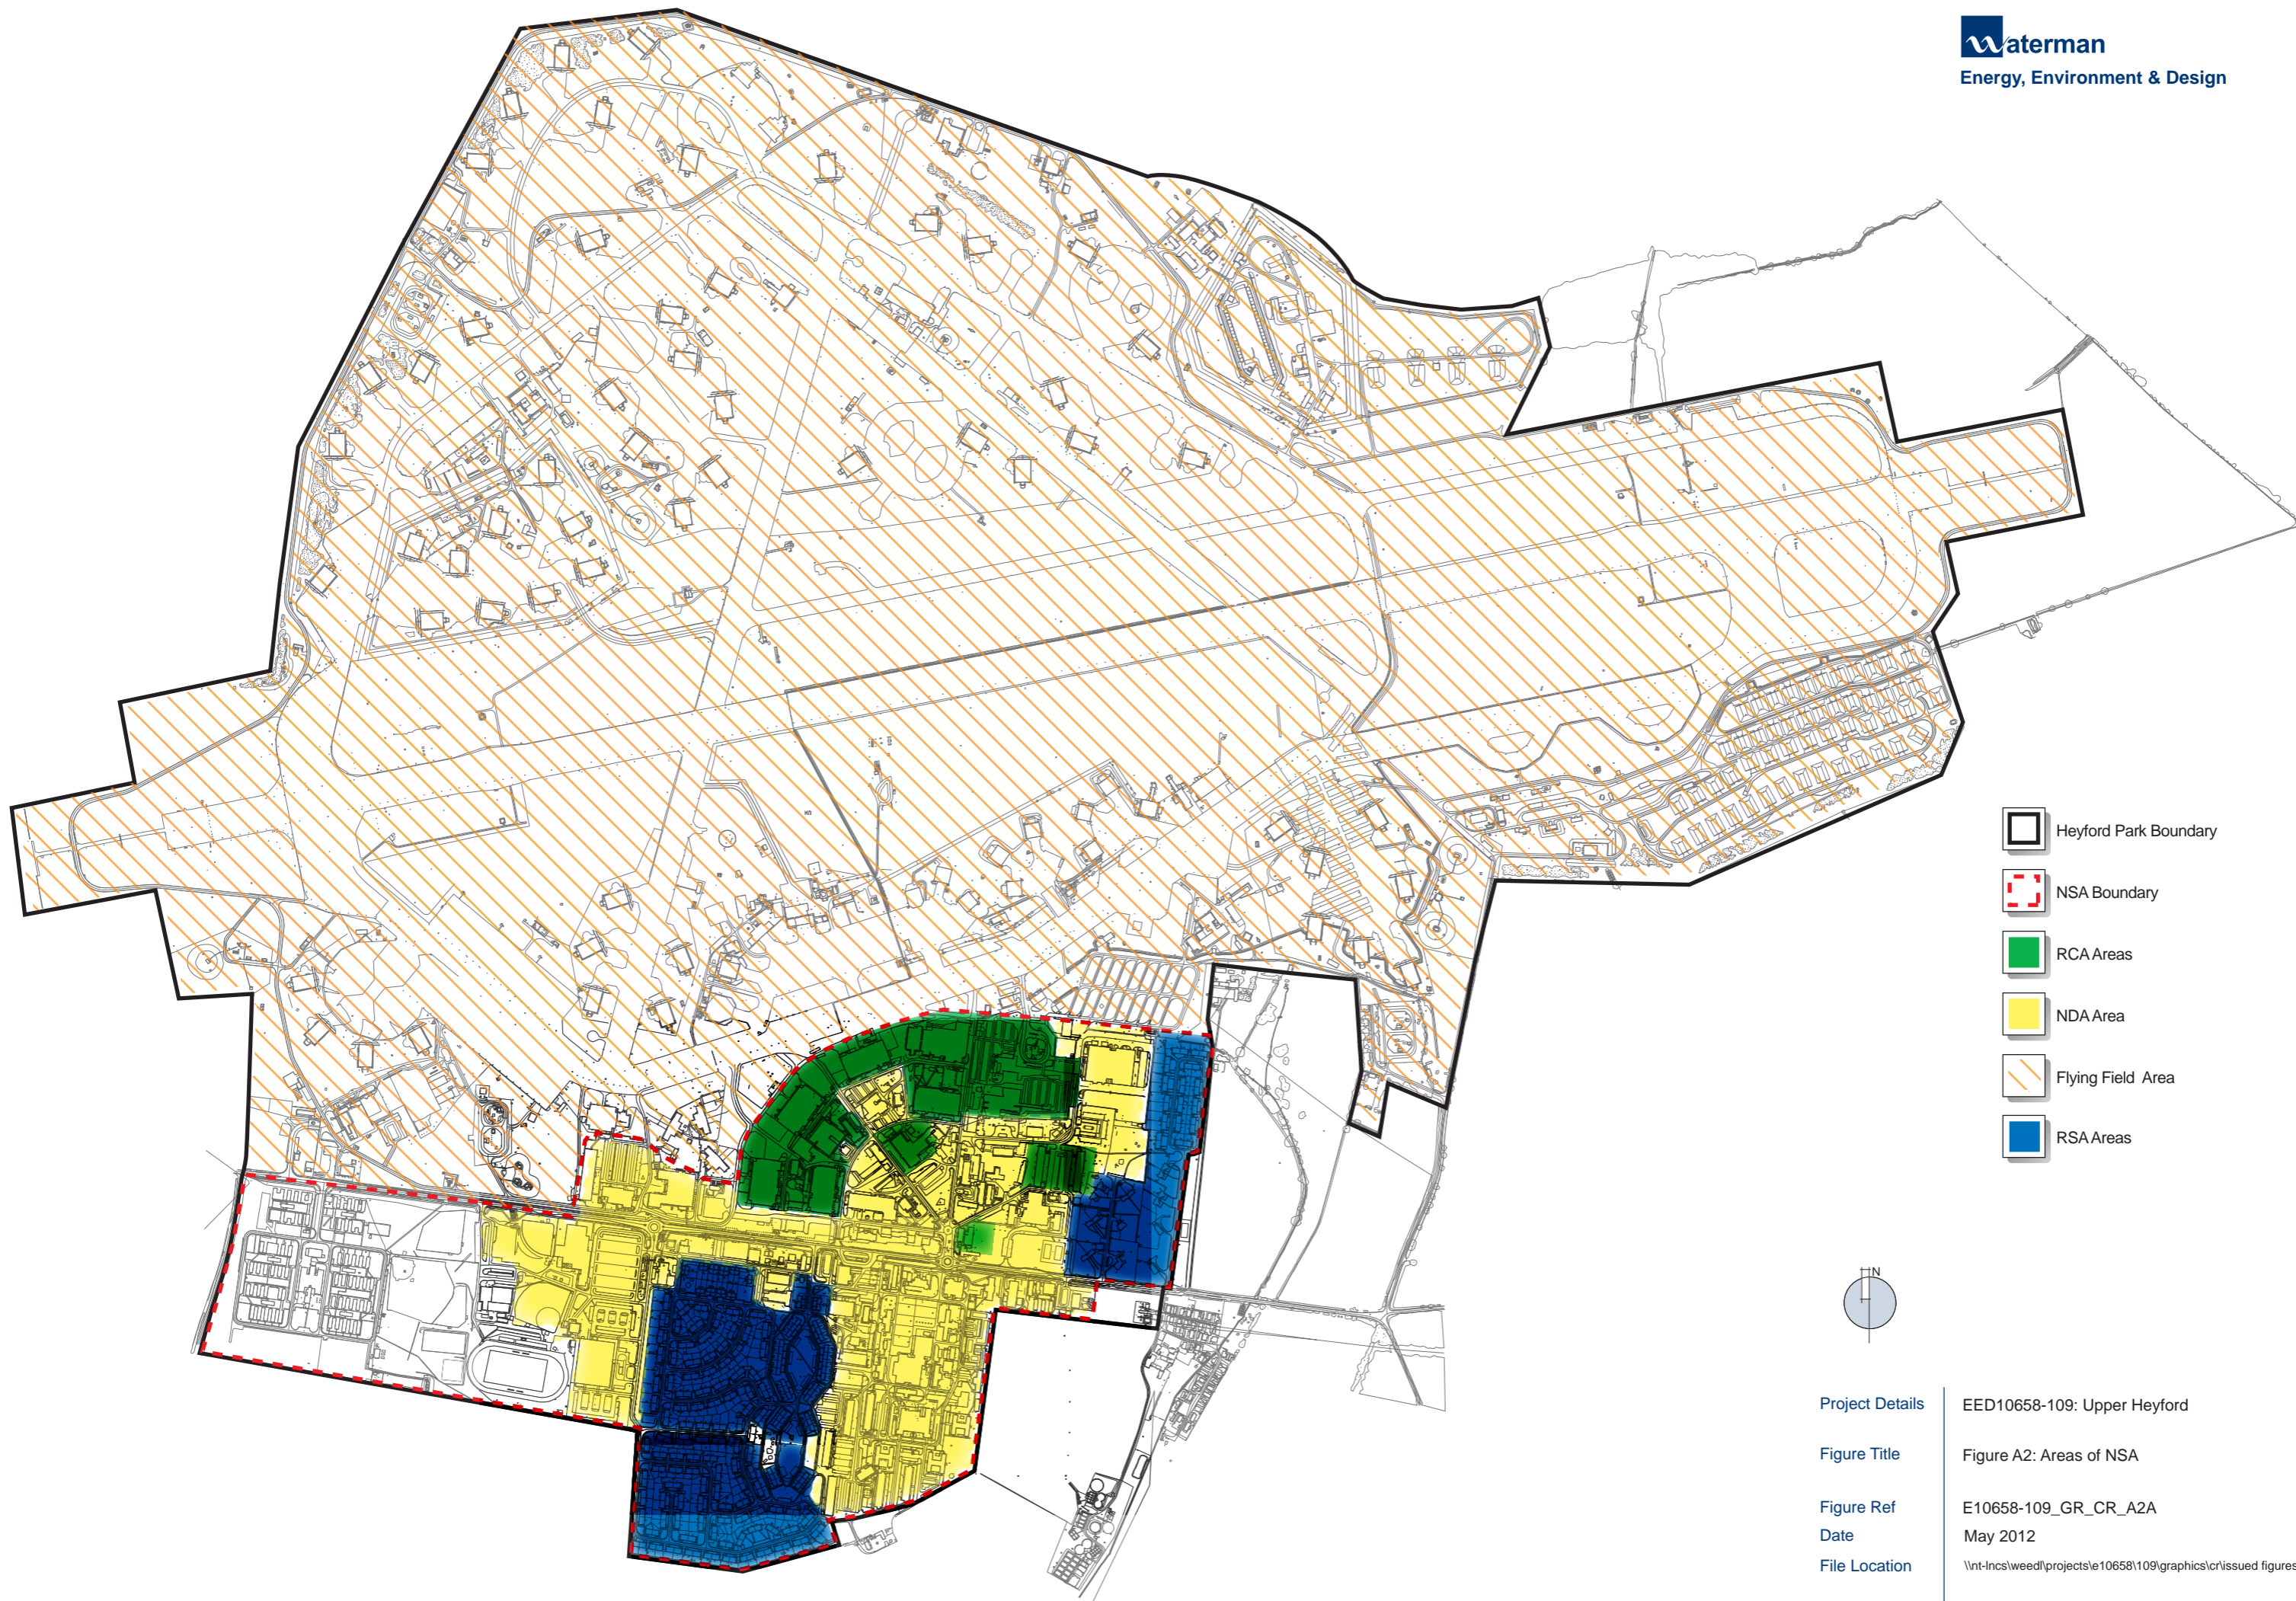 Waterman
Energy, Environment & Design
Heyford Park Boundary
NSA Boundary
RCA Areas
NDA Area
Flying Field Area
RSA Areas
N
Project Details EED10658-109: Upper Heyford
Figure Title Figure A2: Areas of NSA
Figure Ref E10658-109_GR_CR_A2A
Date May 2012
File Location \\nt-lncs\weedl\projects\e10658\109\graphics\cr\issued figures